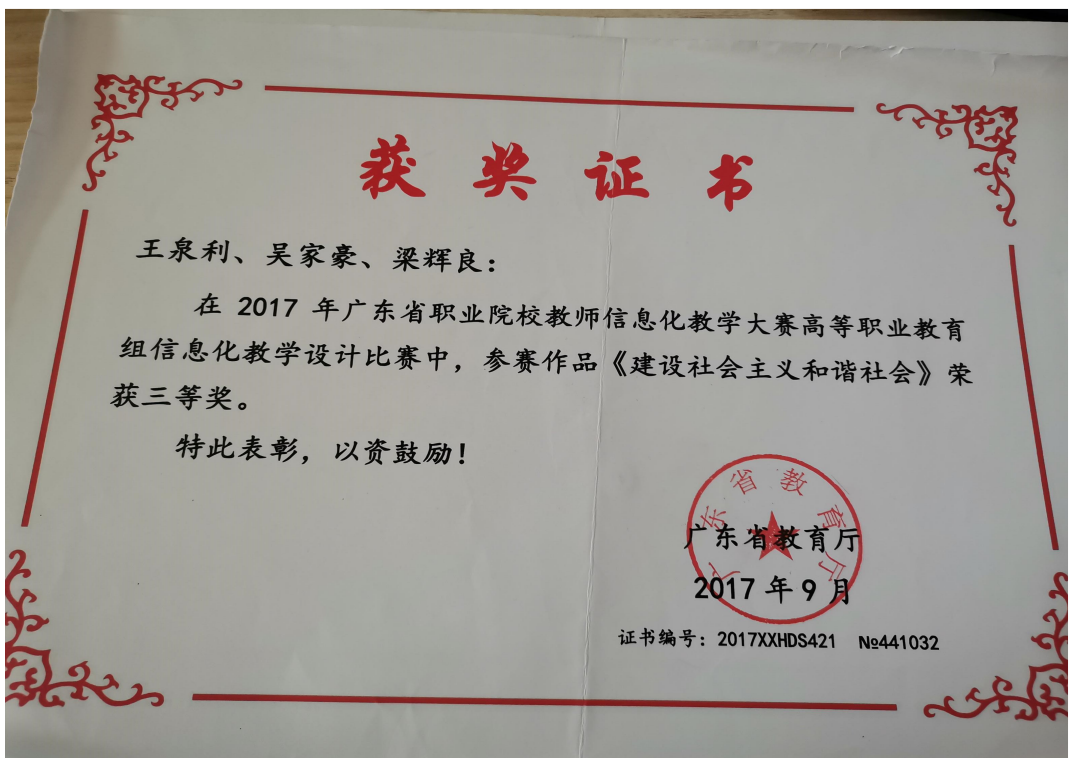 获奖证书
王泉利、吴家豪、梁辉良：
在 2017 年广东省职业院校教师信息化教学大赛高等职业教育
组信息化教学设计比赛中，参赛作品《建设社会主义和谐社会》荣
获三等奖。
特此表彰，以资鼓励！
广东省教育厅
广东省教育厅
2017 年 9 月
证书编号：2017XXHDS421 №441032